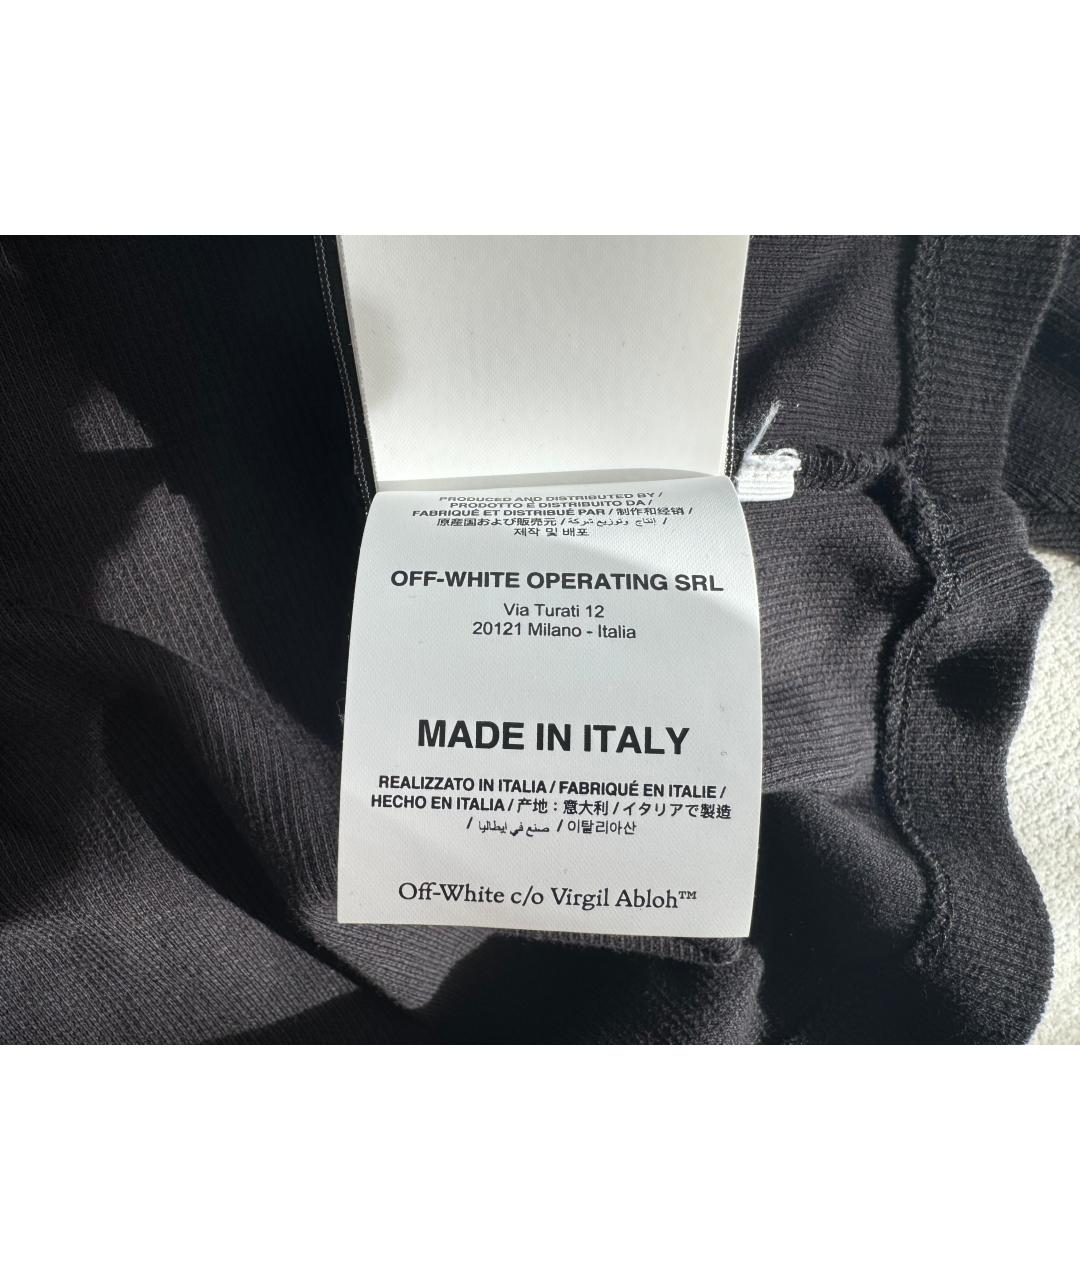 PRODUCED AND DISTRIBUTED BY /
PRODOTTO E DISTRIBUITO DA /
FABRIQUÉ ET DISTRIBUÉ PAR / 制作和经销 /
原産国および販売元 / إنتاج وتوزيع شركة /
제작 및 배포
OFF-WHITE OPERATING SRL
Via Turati 12
20121 Milano - Italia
MADE IN ITALY
REALIZZATO IN ITALIA / FABRIQUÉ EN ITALIE /
HECHO EN ITALIA / 产地：意大利 / イタリアで製造
/ صنع في ايطاليا / 이탈리아산
Off-White c/o Virgil Abloh™